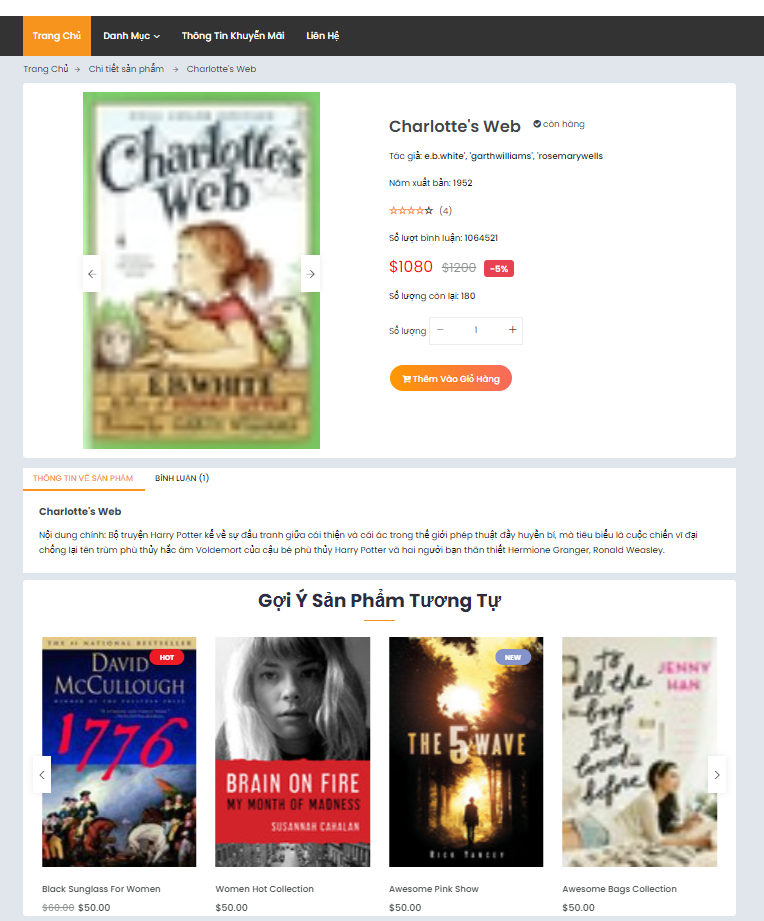 Trang Chủ Danh Mục Thông Tin Khuyến Mãi Liên Hệ
Trang Chủ → Chi tiết sản phẩm → Charlotte's Web
Charlotte's Web
E.B. WHITE
Charlotte's Web còn hàng
Tác giả: e.b.white', 'garthwilliams', 'rosemarywells
Năm xuất bản: 1952
(4)
Số lượt bình luận: 1064521
$1080 $1200 -5%
Số lượng còn lại: 180
Số lượng − 1 +
Thêm Vào Giỏ Hàng
THÔNG TIN VỀ SẢN PHẨM BÌNH LUẬN (1)
Charlotte's Web
Nội dung chính: Bộ truyện Harry Potter kể về sự đấu tranh giữa cái thiện và cái ác trong thế giới phép thuật đầy huyền bí, mà tiêu biểu là cuộc chiến vĩ đại
chống lại tên trùm phù thủy hắc ám Voldemort của cậu bé phù thủy Harry Potter và hai người bạn thân thiết Hermione Granger, Ronald Weasley.
Gợi Ý Sản Phẩm Tương Tự
THE #1 NATIONAL BESTSELLER
HOT
DAVID
McCULLOUGH
1776
BRAIN ON FIRE
MY MONTH OF MADNESS
SUSANNAH CAHALAN
NEW
THE 5 WAVE
RICK YANCEY
to
all the
boys
I've
loved
before
JENNY
HAN
Black Sunglass For Women
$60.00 $50.00
Women Hot Collection
$50.00
Awesome Pink Show
$50.00
Awesome Bags Collection
$50.00